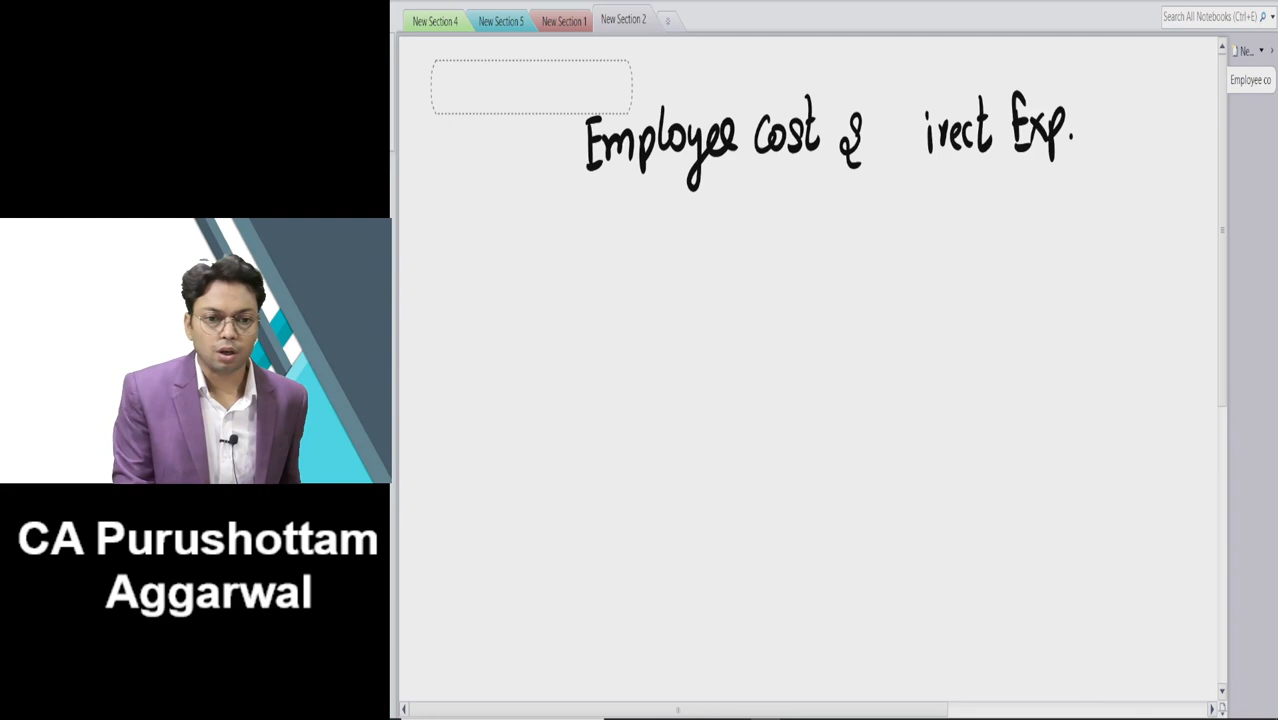 New Section 4
New Section 5
New Section 1
New Section 2
Search All Notebooks (Ctrl+E)
Ne...
Employee co
Employee cost & irect Exp.
CA Purushottam
Aggarwal